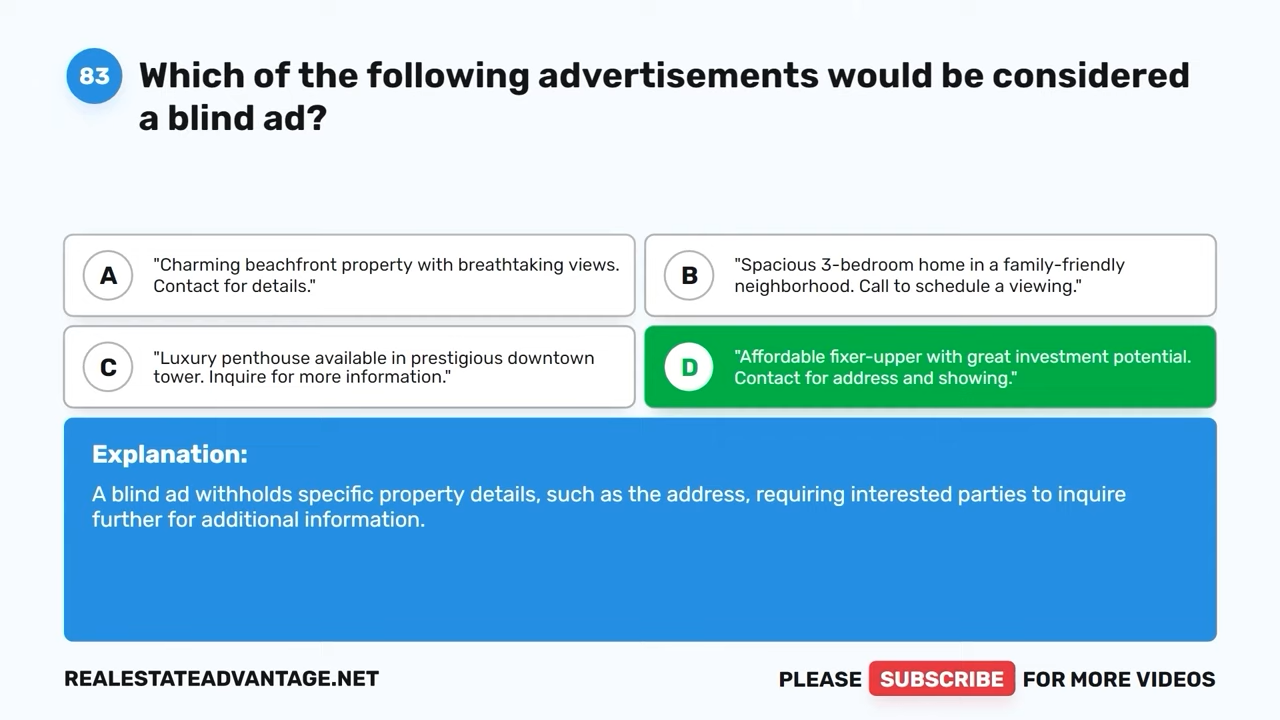 83
Which of the following advertisements would be considered
a blind ad?
A
"Charming beachfront property with breathtaking views.
Contact for details."
B
"Spacious 3-bedroom home in a family-friendly
neighborhood. Call to schedule a viewing."
C
"Luxury penthouse available in prestigious downtown
tower. Inquire for more information."
D
"Affordable fixer-upper with great investment potential.
Contact for address and showing."
Explanation:
A blind ad withholds specific property details, such as the address, requiring interested parties to inquire
further for additional information.
REALESTATEADVANTAGE.NET
PLEASE SUBSCRIBE FOR MORE VIDEOS